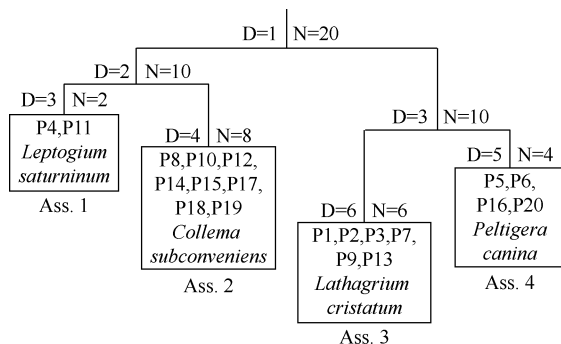 D=1 N=20
D=2 N=10
D=3 N=2
P4,P11
Leptogium
saturninum
Ass. 1
D=4 N=8
P8,P10,P12,
P14,P15,P17,
P18,P19
Collema
subconveniens
Ass. 2
D=3 N=10
D=6 N=6
P1,P2,P3,P7,
P9,P13
Lathagrium
cristatum
Ass. 3
D=5 N=4
P5,P6,
P16,P20
Peltigera
canina
Ass. 4